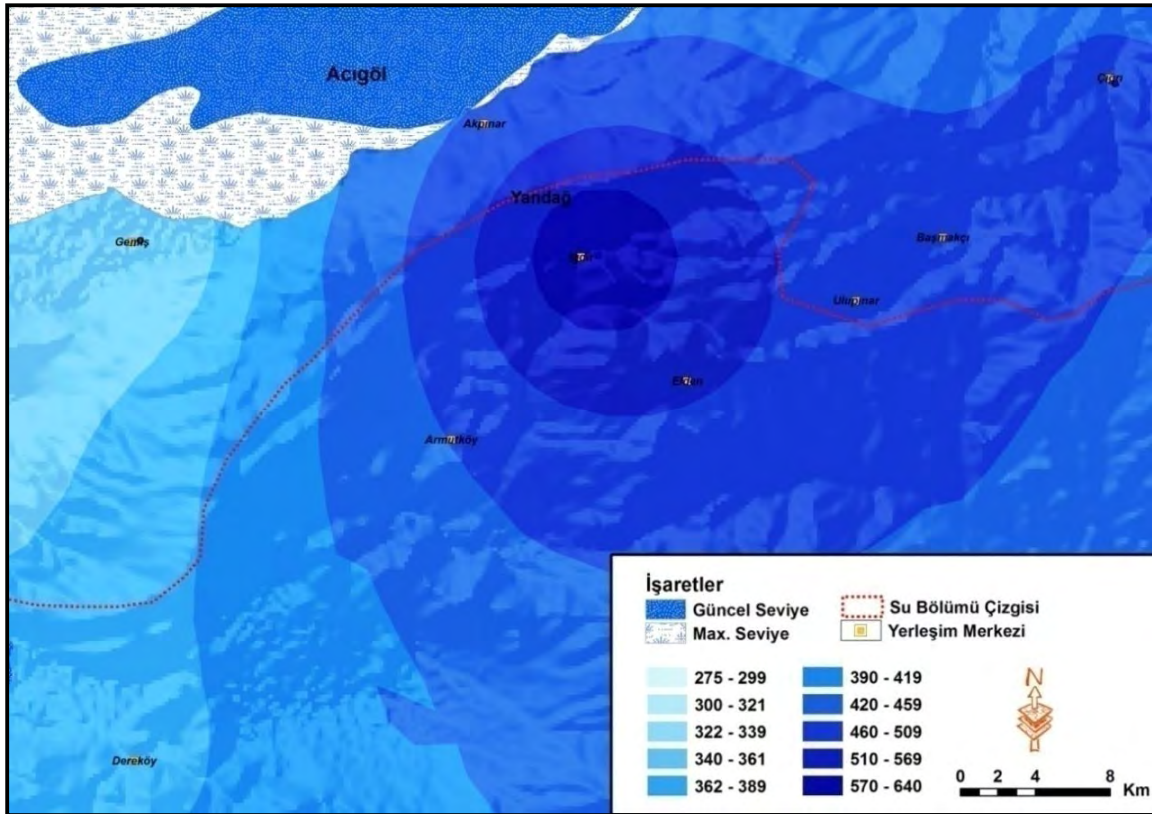 Acıgöl
Çığrı
Akpınar
Yandağ
Gemiş
Başmakçı
Ulupınar
Armutköy
Dereköy
İşaretler
Güncel Seviye
Max. Seviye
Su Bölümü Çizgisi
Yerleşim Merkezi
275 - 299
300 - 321
322 - 339
340 - 361
362 - 389
390 - 419
420 - 459
460 - 509
510 - 569
570 - 640
N
0 2 4 8
Km